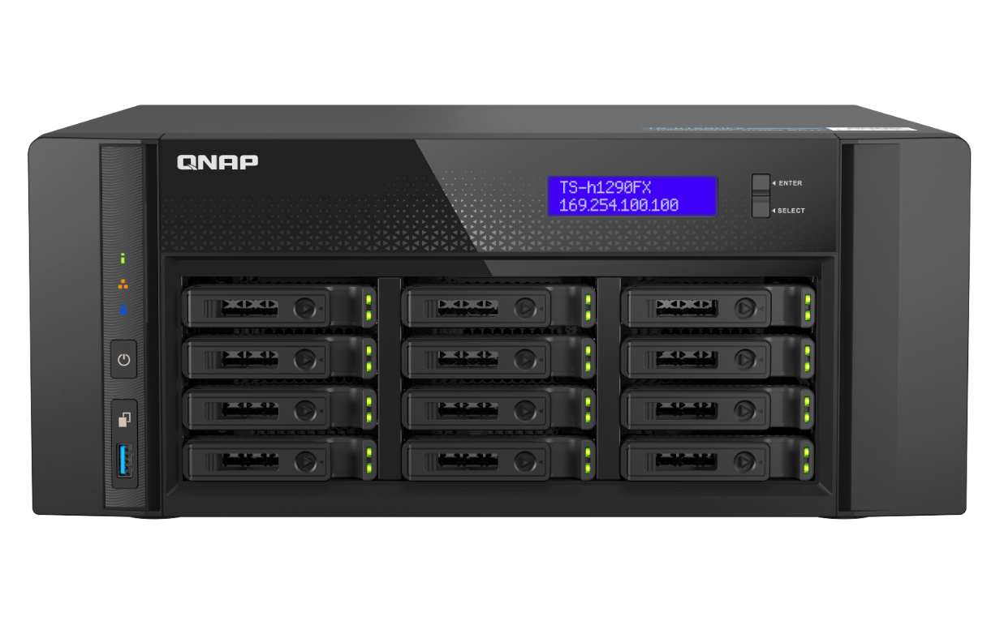 QNAP
TS-h1290FX
169.254.100.100
ENTER
SELECT